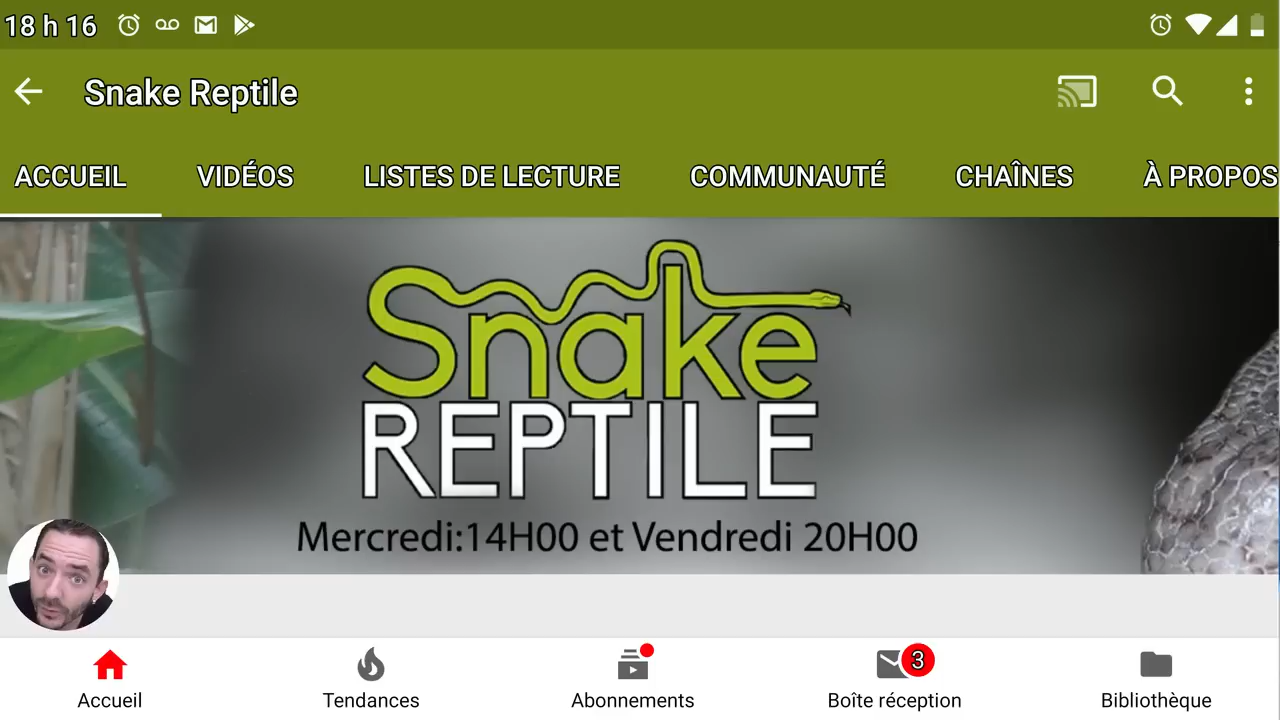 18 h 16
Snake Reptile
ACCUEIL VIDÉOS LISTES DE LECTURE COMMUNAUTÉ CHAÎNES À PROPOS
Snake
REPTILE
Mercredi:14H00 et Vendredi 20H00
3
Accueil Tendances Abonnements Boîte réception Bibliothèque